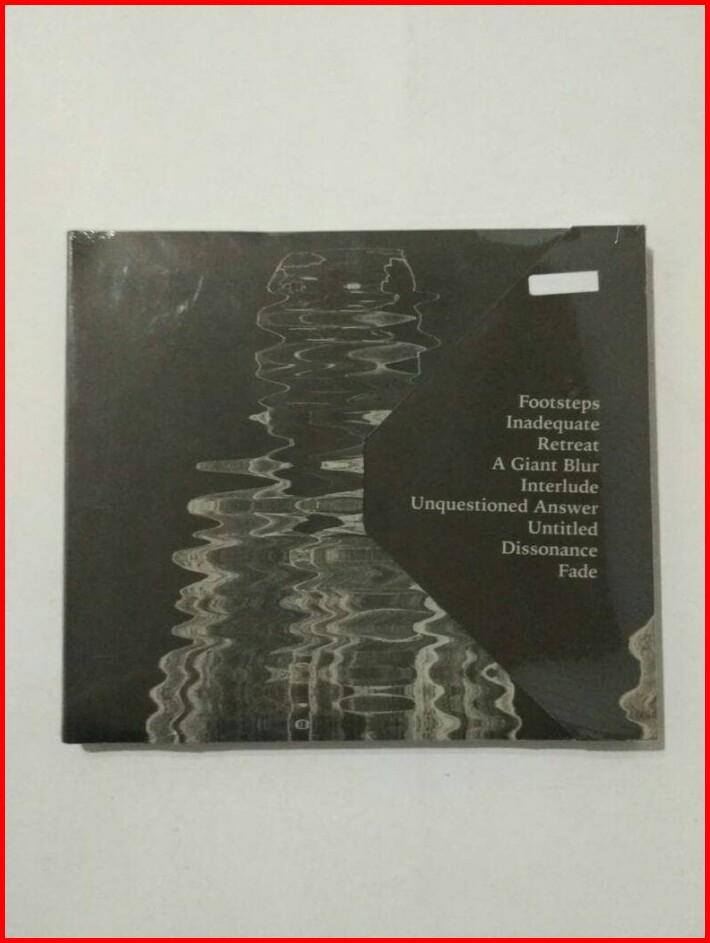 Footsteps
Inadequate
Retreat
A Giant Blur
Interlude
Unquestioned Answer
Untitled
Dissonance
Fade